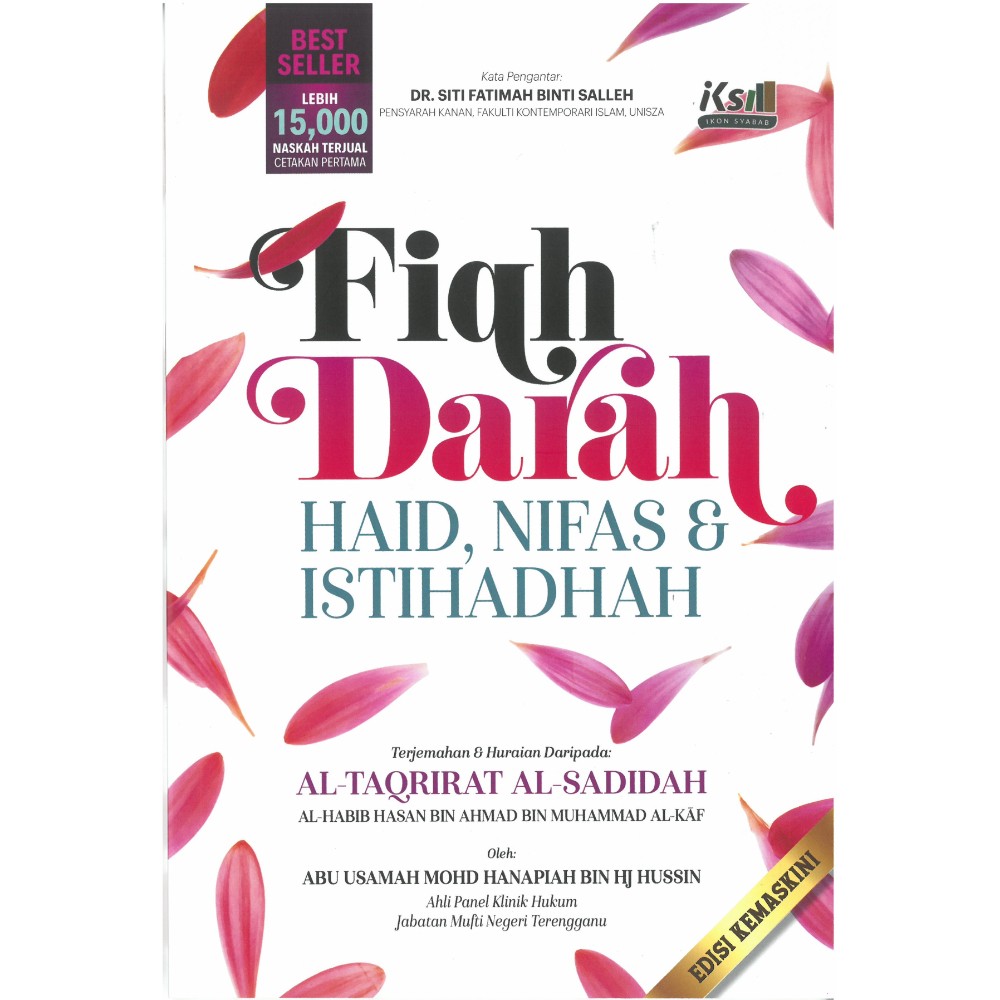 BEST
SELLER
LEBIH
15,000
NASKAH TERJUAL
CETAKAN PERTAMA
Kata Pengantar:
DR. SITI FATIMAH BINTI SALLEH
PENSYARAH KANAN, FAKULTI KONTEMPORARI ISLAM, UNISZA
iKsh
IKON SYABAB
Fiqh
Darah
HAID, NIFAS &
ISTIHADHAH
Terjemahan & Huraian Daripada:
AL-TAQRIRAT AL-SADIDAH
AL-HABIB HASAN BIN AHMAD BIN MUHAMMAD AL-KĀF
Oleh:
ABU USAMAH MOHD HANAPIAH BIN HJ HUSSIN
Ahli Panel Klinik Hukum
Jabatan Mufti Negeri Terengganu
EDISI KEMASKINI